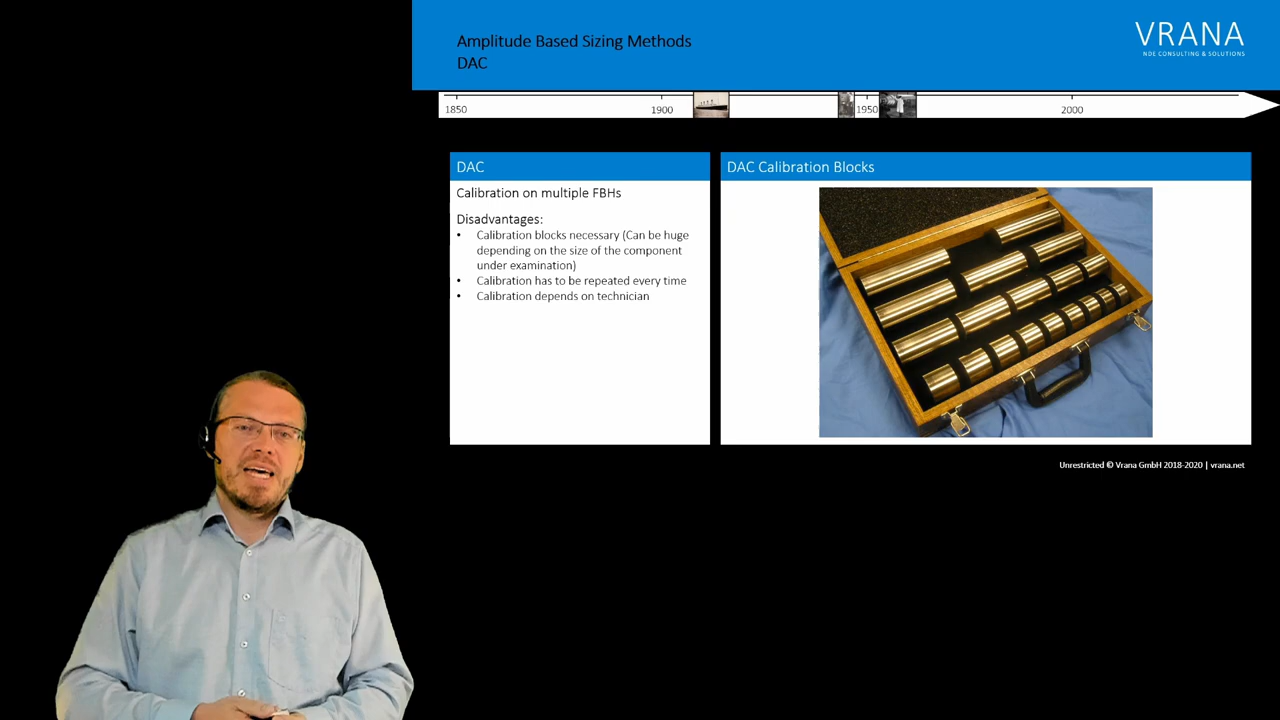 Amplitude Based Sizing Methods
DAC
VRANA
NDE CONSULTING & SOLUTIONS
1850
1900
1950
2000
DAC
Calibration on multiple FBHs
Disadvantages:
• Calibration blocks necessary (Can be huge
depending on the size of the component
under examination)
• Calibration has to be repeated every time
• Calibration depends on technician
DAC Calibration Blocks
Unrestricted © Vrana GmbH 2018-2020 | vrana.net